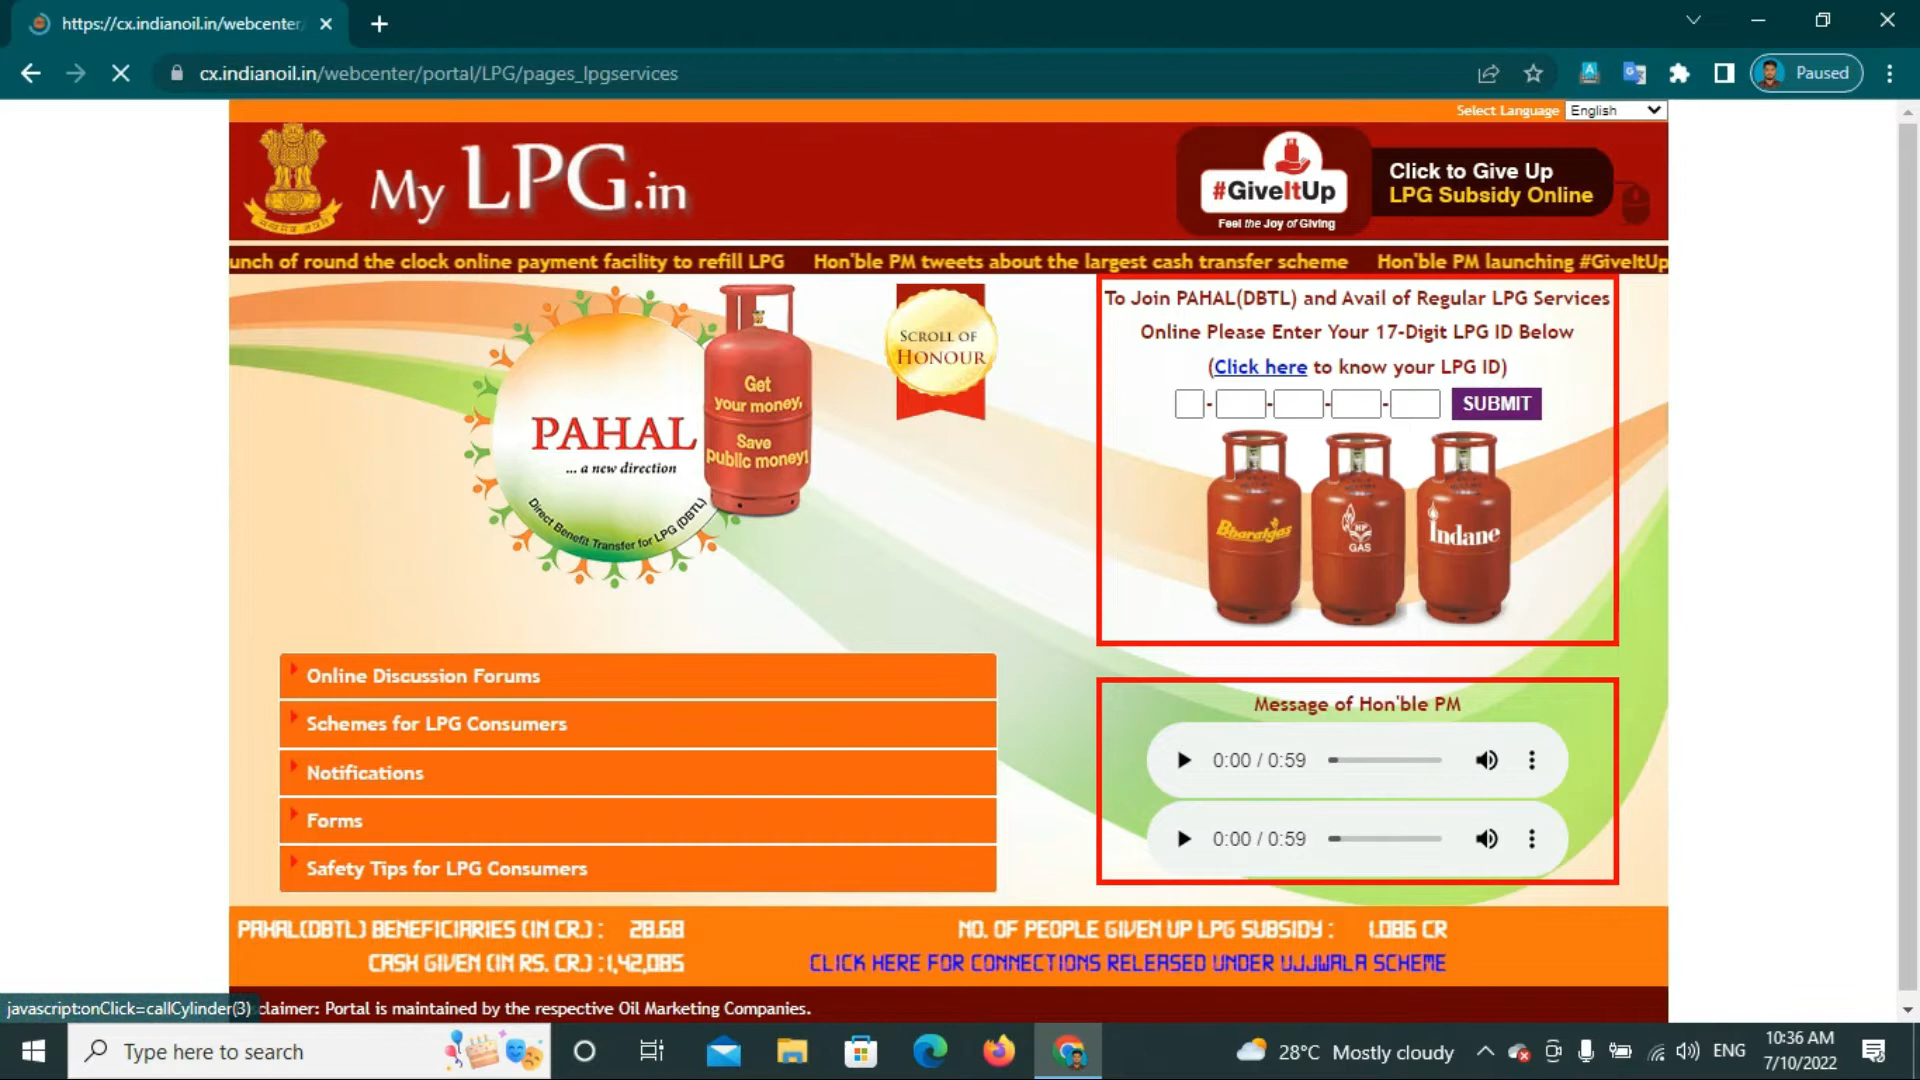 https://cx.indianoil.in/webcenter/
cx.indianoil.in/webcenter/portal/LPG/pages_lpgservices
Paused
Select Language English
My LPG.in
#GiveItUp
Feel the Joy of Giving
Click to Give Up
LPG Subsidy Online
unch of round the clock online payment facility to refill LPG Hon'ble PM tweets about the largest cash transfer scheme Hon'ble PM launching #GiveItUp
PAHAL
... a new direction
Direct Benefit Transfer for LPG (DBTL)
Get
your money,
Save
public money!
SCROLL OF
HONOUR
To Join PAHAL(DBTL) and Avail of Regular LPG Services
Online Please Enter Your 17-Digit LPG ID Below
(Click here to know your LPG ID)
- - - - SUBMIT
Bharatgas
HP
GAS
Indane
Online Discussion Forums
Schemes for LPG Consumers
Notifications
Forms
Safety Tips for LPG Consumers
Message of Hon'ble PM
0:00 / 0:59
0:00 / 0:59
PAHAL(DBTL) BENEFICIARIES (IN CR.) : 28.68
CASH GIVEN (IN RS. CR.) :1,42,085
NO. OF PEOPLE GIVEN UP LPG SUBSIDY : 1.086 CR
CLICK HERE FOR CONNECTIONS RELEASED UNDER UJJWALA SCHEME
javascript:onClick=callCylinder(3) claimer: Portal is maintained by the respective Oil Marketing Companies.
Type here to search
28°C Mostly cloudy
ENG
10:36 AM
7/10/2022